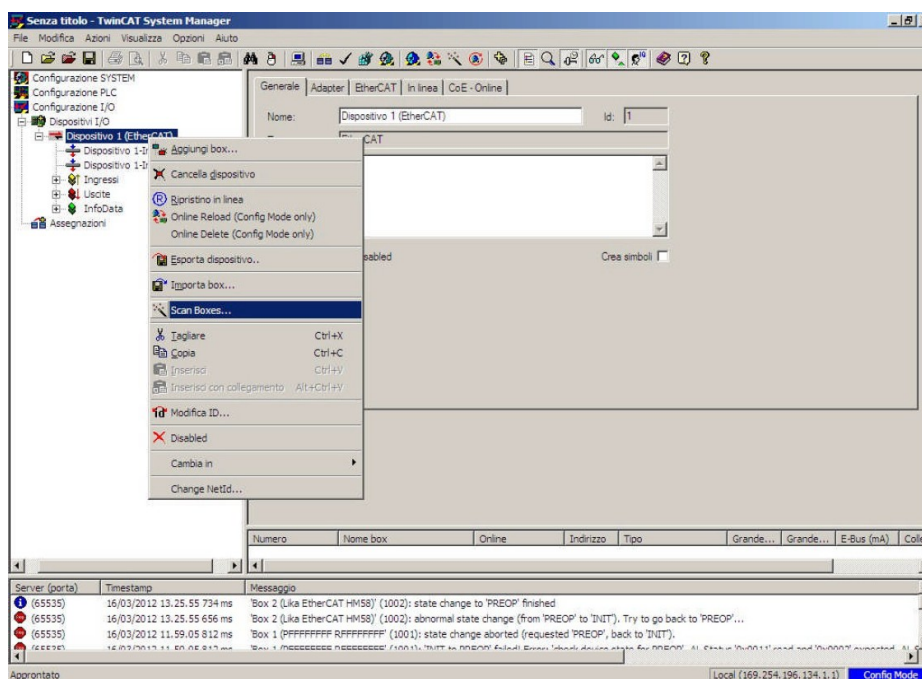 Senza titolo - TwinCAT System Manager
File Modifica Azioni Visualizza Opzioni Aiuto
Configurazione SYSTEM
Configurazione PLC
Configurazione I/O
Dispositivi I/O
Dispositivo 1 (EtherCAT)
Dispositivo 1-I
Dispositivo 1-I
Ingressi
Uscite
InfoData
Assegnazioni
Aggiungi box...
Cancella dispositivo
Ripristino in linea
Online Reload (Config Mode only)
Online Delete (Config Mode only)
Esporta dispositivo..
Importa box...
Scan Boxes...
Tagliare Ctrl+X
Copia Ctrl+C
Inserisci Ctrl+V
Inserisci con collegamento Alt+Ctrl+V
Modifica ID...
Disabled
Cambia in
Change NetId...
Generale Adapter EtherCAT In linea CoE - Online
Nome: Dispositivo 1 (EtherCAT) Id: 1
CAT
sabled Crea simboli
Numero Nome box Online Indirizzo Tipo Grande... Grande... E-Bus (mA) Colle
Server (porta) Timestamp Messaggio
(65535) 16/03/2012 13.25.55 734 ms 'Box 2 (Lika EtherCAT HM58)' (1002): state change to 'PREOP' finished
(65535) 16/03/2012 13.25.55 656 ms 'Box 2 (Lika EtherCAT HM58)' (1002): abnormal state change (from 'PREOP' to 'INIT'). Try to go back to 'PREOP'...
(65535) 16/03/2012 11.59.05 812 ms 'Box 1 (PFFFFFFFF RFFFFFFFF)' (1001): state change aborted (requested 'PREOP', back to 'INIT').
Approntato Local (169.254.196.134.1.1) Config Mode